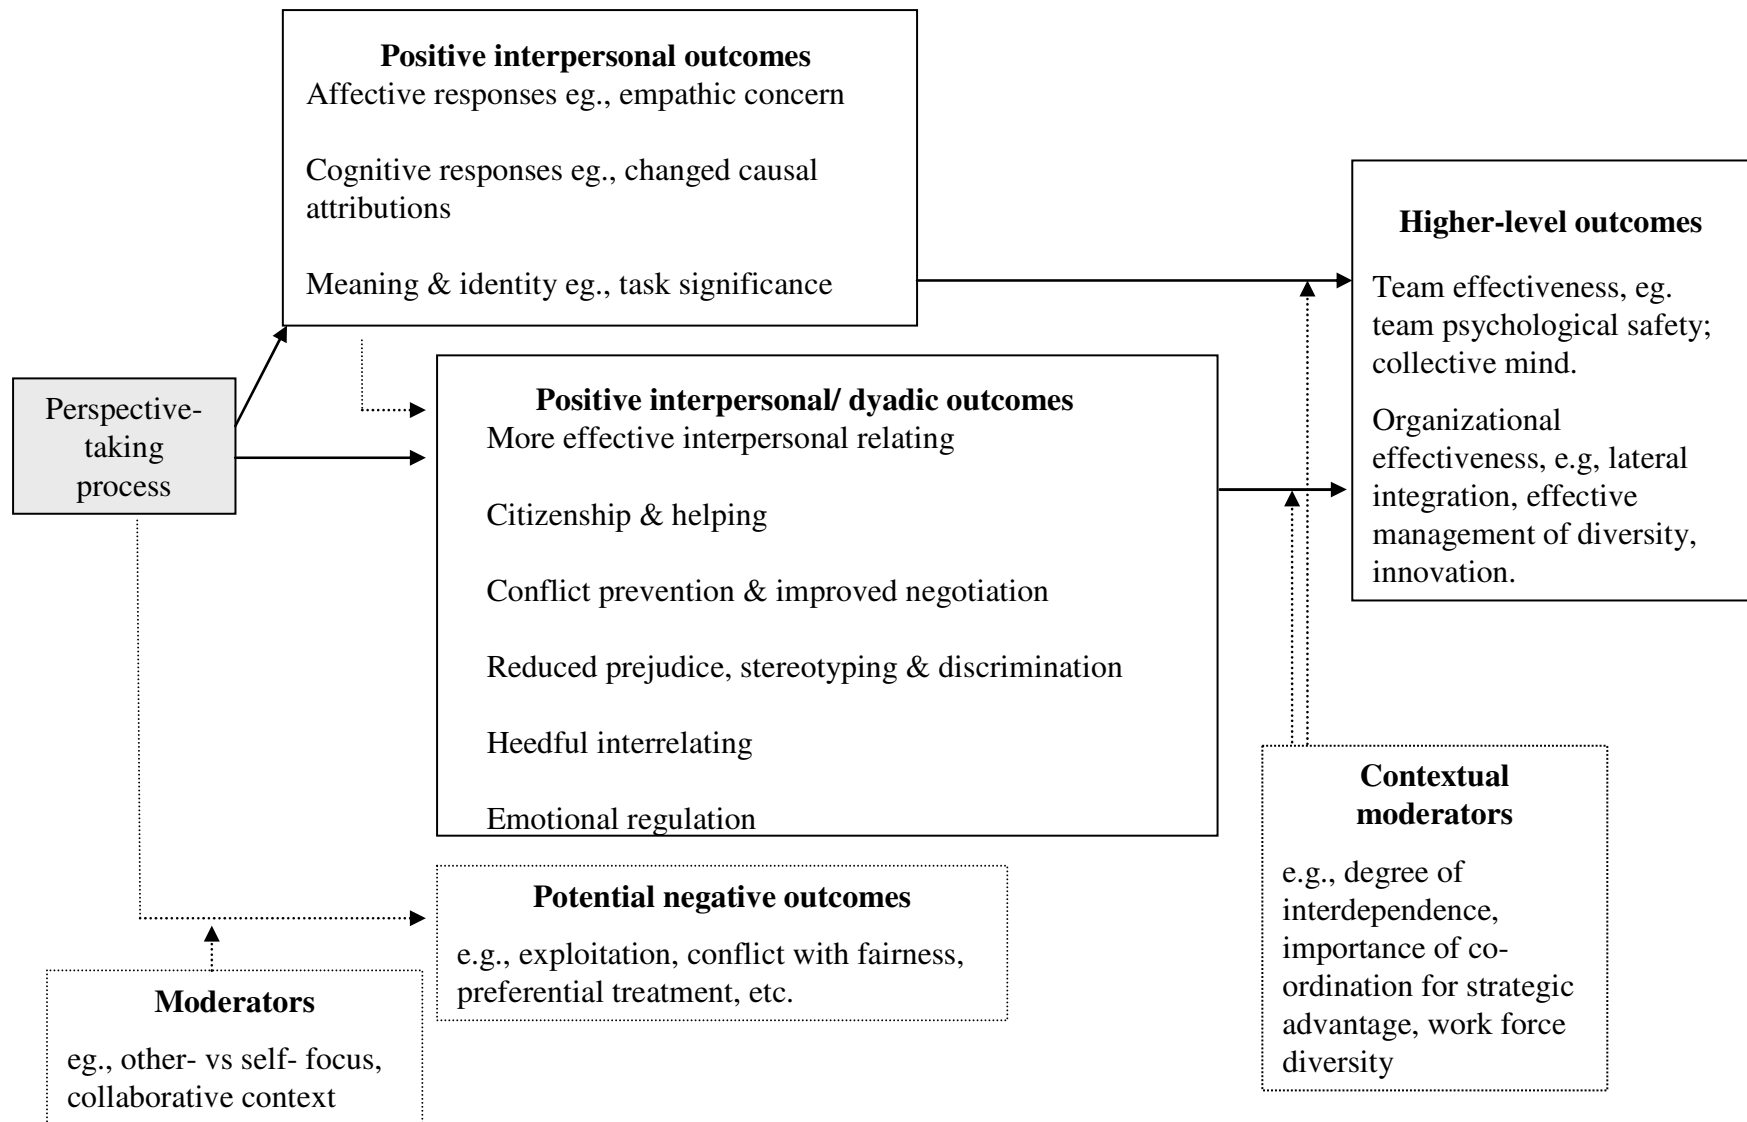 Positive interpersonal outcomes
Affective responses eg., empathic concern
Cognitive responses eg., changed causal
attributions
Meaning & identity eg., task significance
Perspective-
taking
process
Positive interpersonal/ dyadic outcomes
More effective interpersonal relating
Citizenship & helping
Conflict prevention & improved negotiation
Reduced prejudice, stereotyping & discrimination
Heedful interrelating
Emotional regulation
Higher-level outcomes
Team effectiveness, eg.
team psychological safety;
collective mind.
Organizational
effectiveness, e.g, lateral
integration, effective
management of diversity,
innovation.
Potential negative outcomes
e.g., exploitation, conflict with fairness,
preferential treatment, etc.
Moderators
eg., other- vs self- focus,
collaborative context
Contextual
moderators
e.g., degree of
interdependence,
importance of co-
ordination for strategic
advantage, work force
diversity